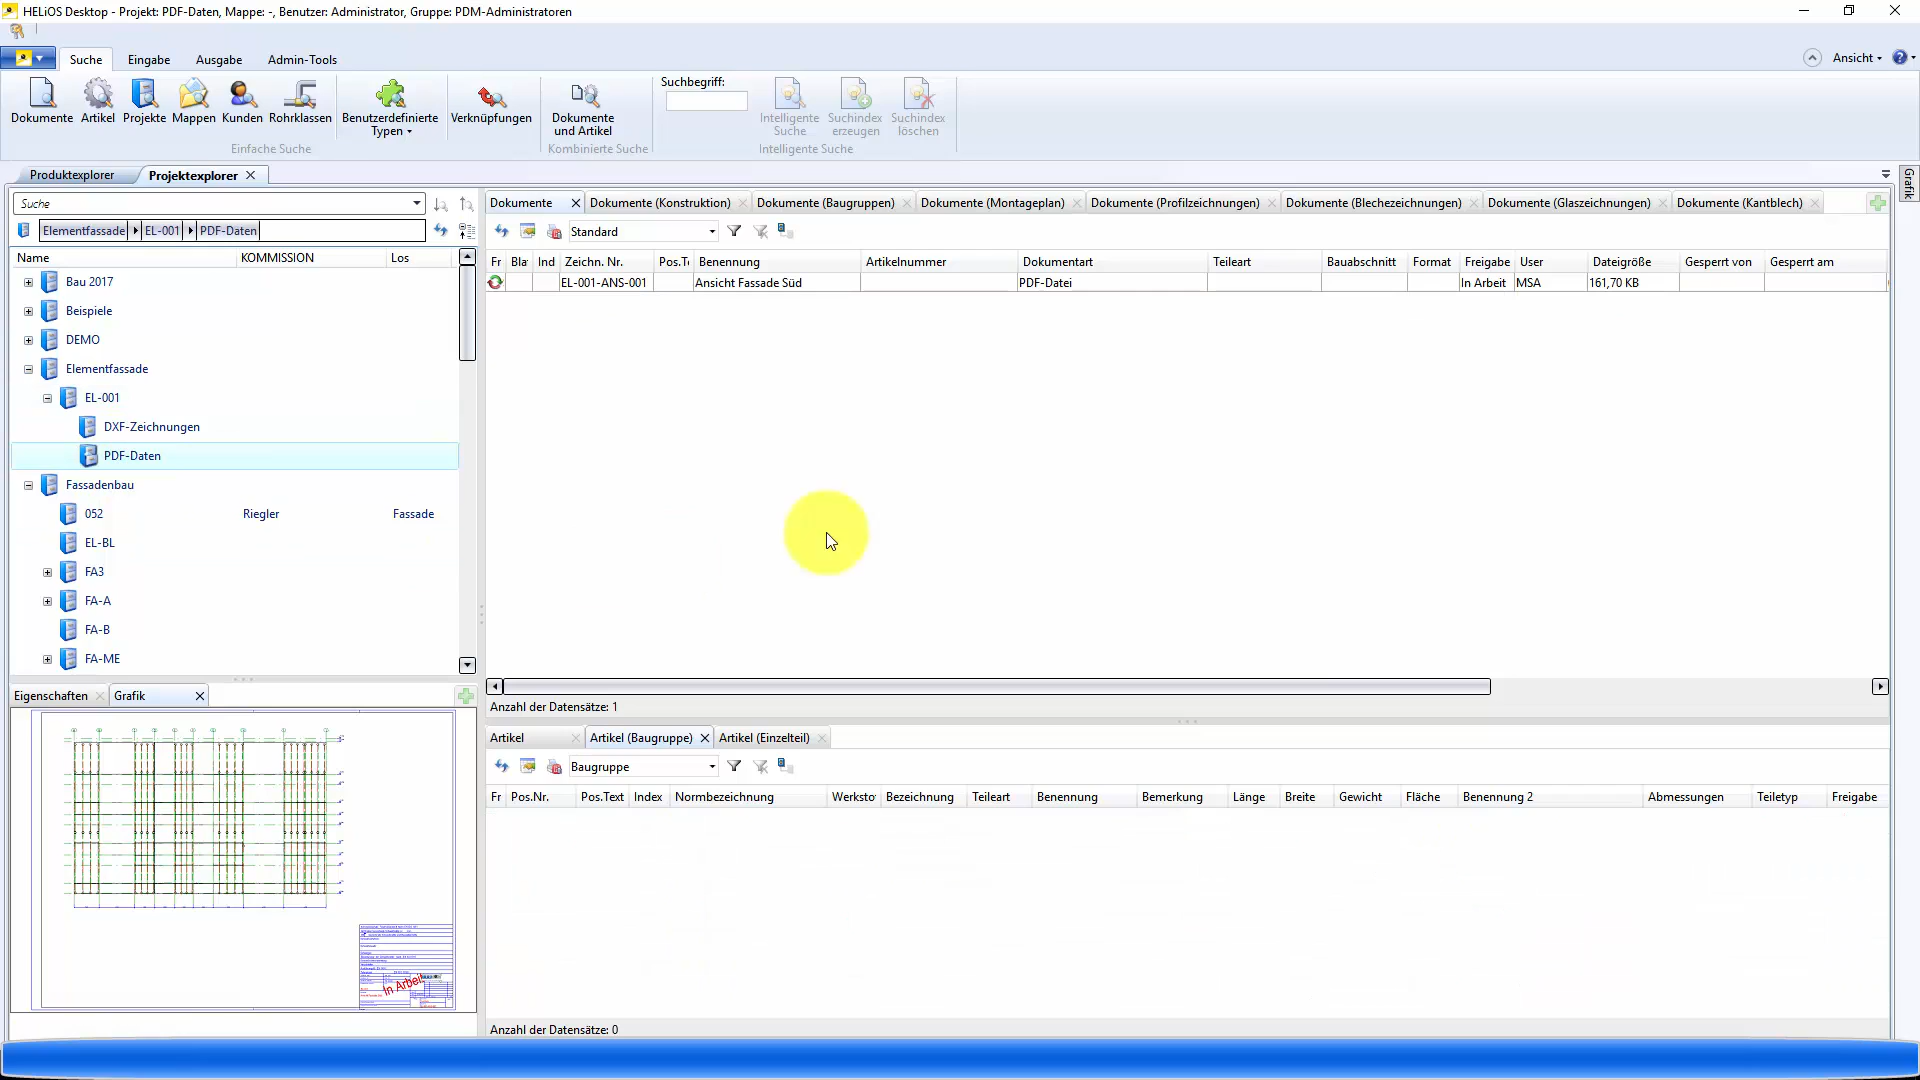 HELiOS Desktop - Projekt: PDF-Daten, Mappe: -, Benutzer: Administrator, Gruppe: PDM-Administratoren
Suche Eingabe Ausgabe Admin-Tools Ansicht
Suchbegriff:
Dokumente Artikel Projekte Mappen Kunden Rohrklassen Benutzerdefinierte Typen Verknüpfungen Dokumente und Artikel Intelligente Suche Suchindex erzeugen Suchindex löschen
Einfache Suche Kombinierte Suche Intelligente Suche
Produktexplorer Projektexplorer Grafik
Suche
Elementfassade EL-001 PDF-Daten
Name KOMMISSION Los
Bau 2017
Beispiele
DEMO
Elementfassade
EL-001
DXF-Zeichnungen
PDF-Daten
Fassadenbau
052 Riegler Fassade
EL-BL
FA3
FA-A
FA-B
FA-ME
Eigenschaften Grafik
In Arbeit
Dokumente Dokumente (Konstruktion) Dokumente (Baugruppen) Dokumente (Montageplan) Dokumente (Profilzeichnungen) Dokumente (Blechezeichnungen) Dokumente (Glaszeichnungen) Dokumente (Kantblech)
Standard
Fr Bla Ind Zeichn. Nr. Pos.Te Benennung Artikelnummer Dokumentart Teileart Bauabschnitt Format Freigabe User Dateigröße Gesperrt von Gesperrt am
EL-001-ANS-001 Ansicht Fassade Süd PDF-Datei In Arbeit MSA 161,70 KB
Anzahl der Datensätze: 1
Artikel Artikel (Baugruppe) Artikel (Einzelteil)
Baugruppe
Fr Pos.Nr. Pos.Text Index Normbezeichnung Werksto Bezeichnung Teileart Benennung Bemerkung Länge Breite Gewicht Fläche Benennung 2 Abmessungen Teiletyp Freigabe
Anzahl der Datensätze: 0